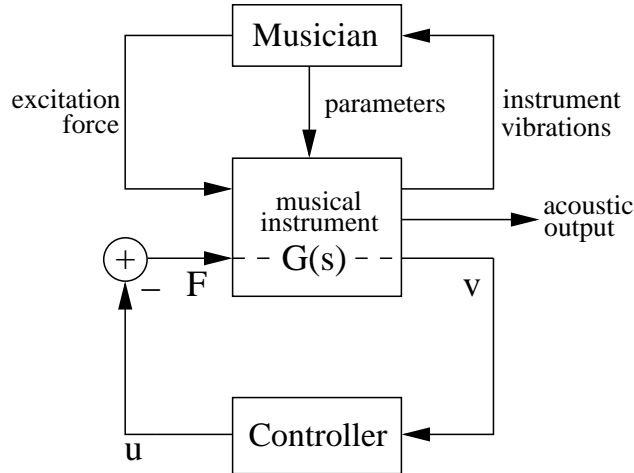 Musician
excitation
force
parameters
instrument
vibrations
musical
instrument
acoustic
output
+
G(s)
− F
v
u
Controller